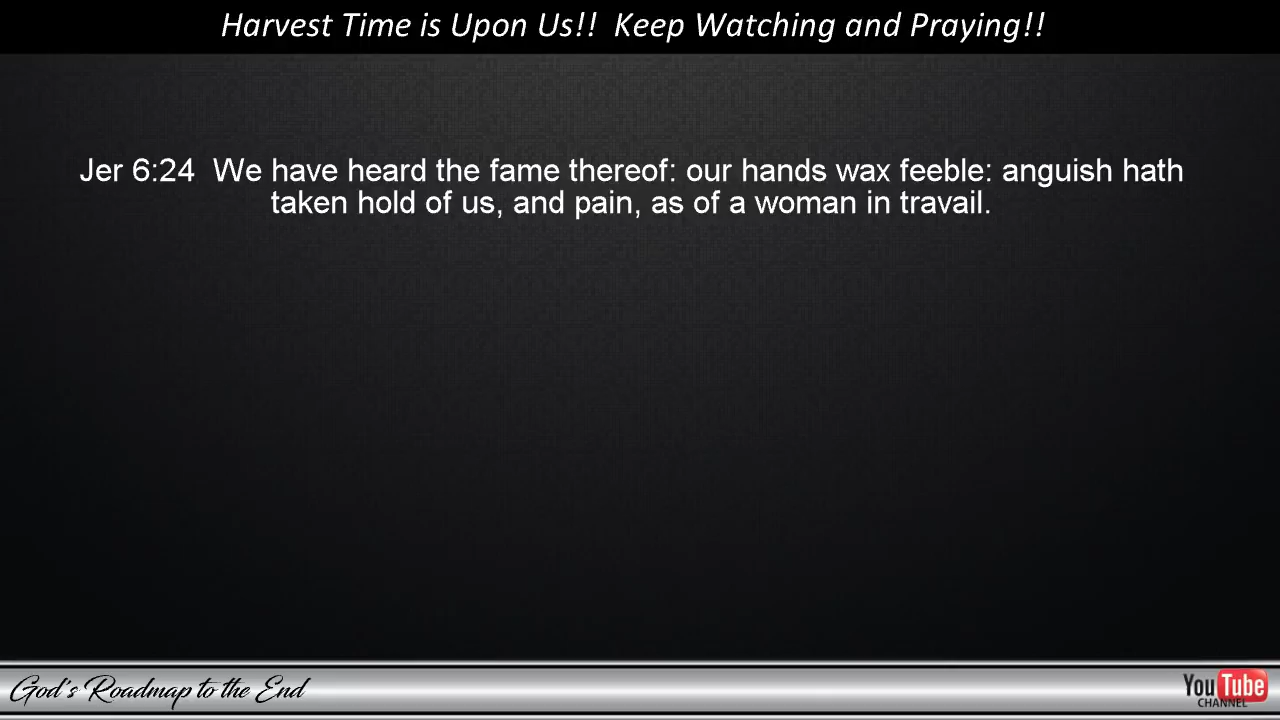 Harvest Time is Upon Us!!  Keep Watching and Praying!!
Jer 6:24  We have heard the fame thereof: our hands wax feeble: anguish hath
taken hold of us, and pain, as of a woman in travail.
God's Roadmap to the End
YouTube
CHANNEL